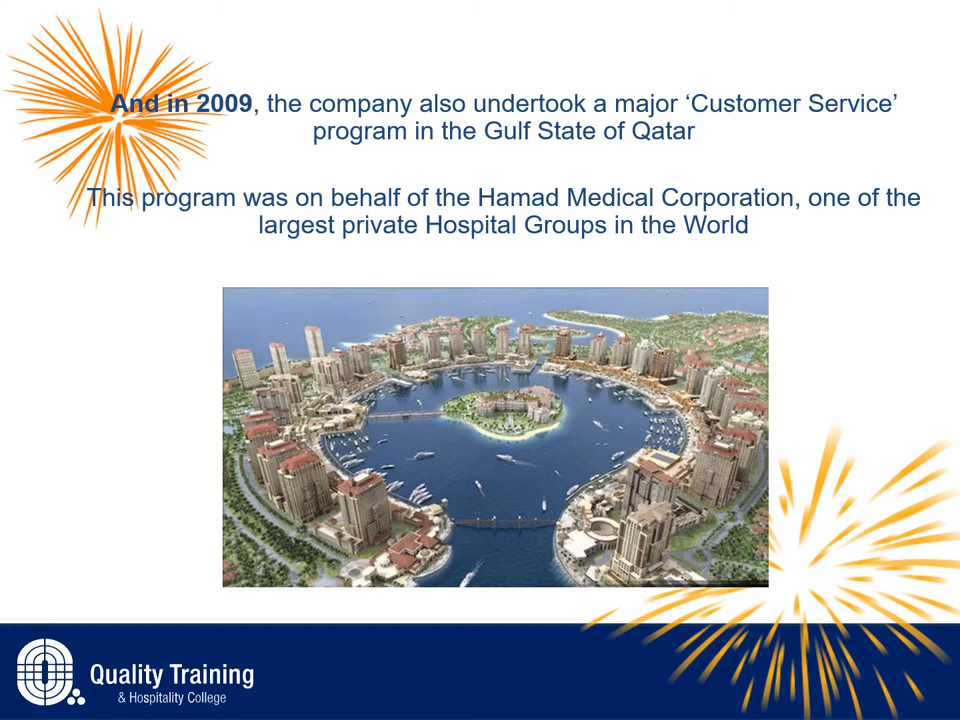 And in 2009, the company also undertook a major ‘Customer Service’
program in the Gulf State of Qatar
This program was on behalf of the Hamad Medical Corporation, one of the
largest private Hospital Groups in the World
Quality Training
& Hospitality College